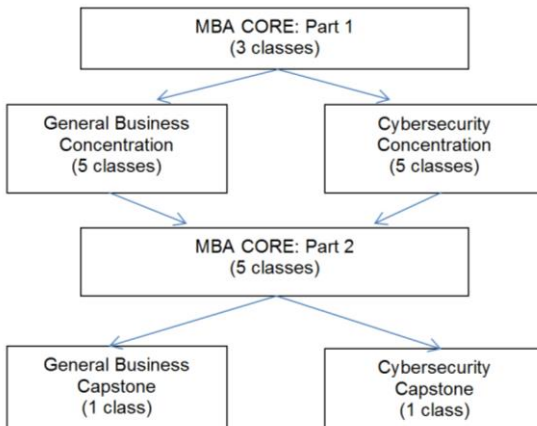 MBA CORE: Part 1
(3 classes)
General Business
Concentration
(5 classes)
Cybersecurity
Concentration
(5 classes)
MBA CORE: Part 2
(5 classes)
General Business
Capstone
(1 class)
Cybersecurity
Capstone
(1 class)